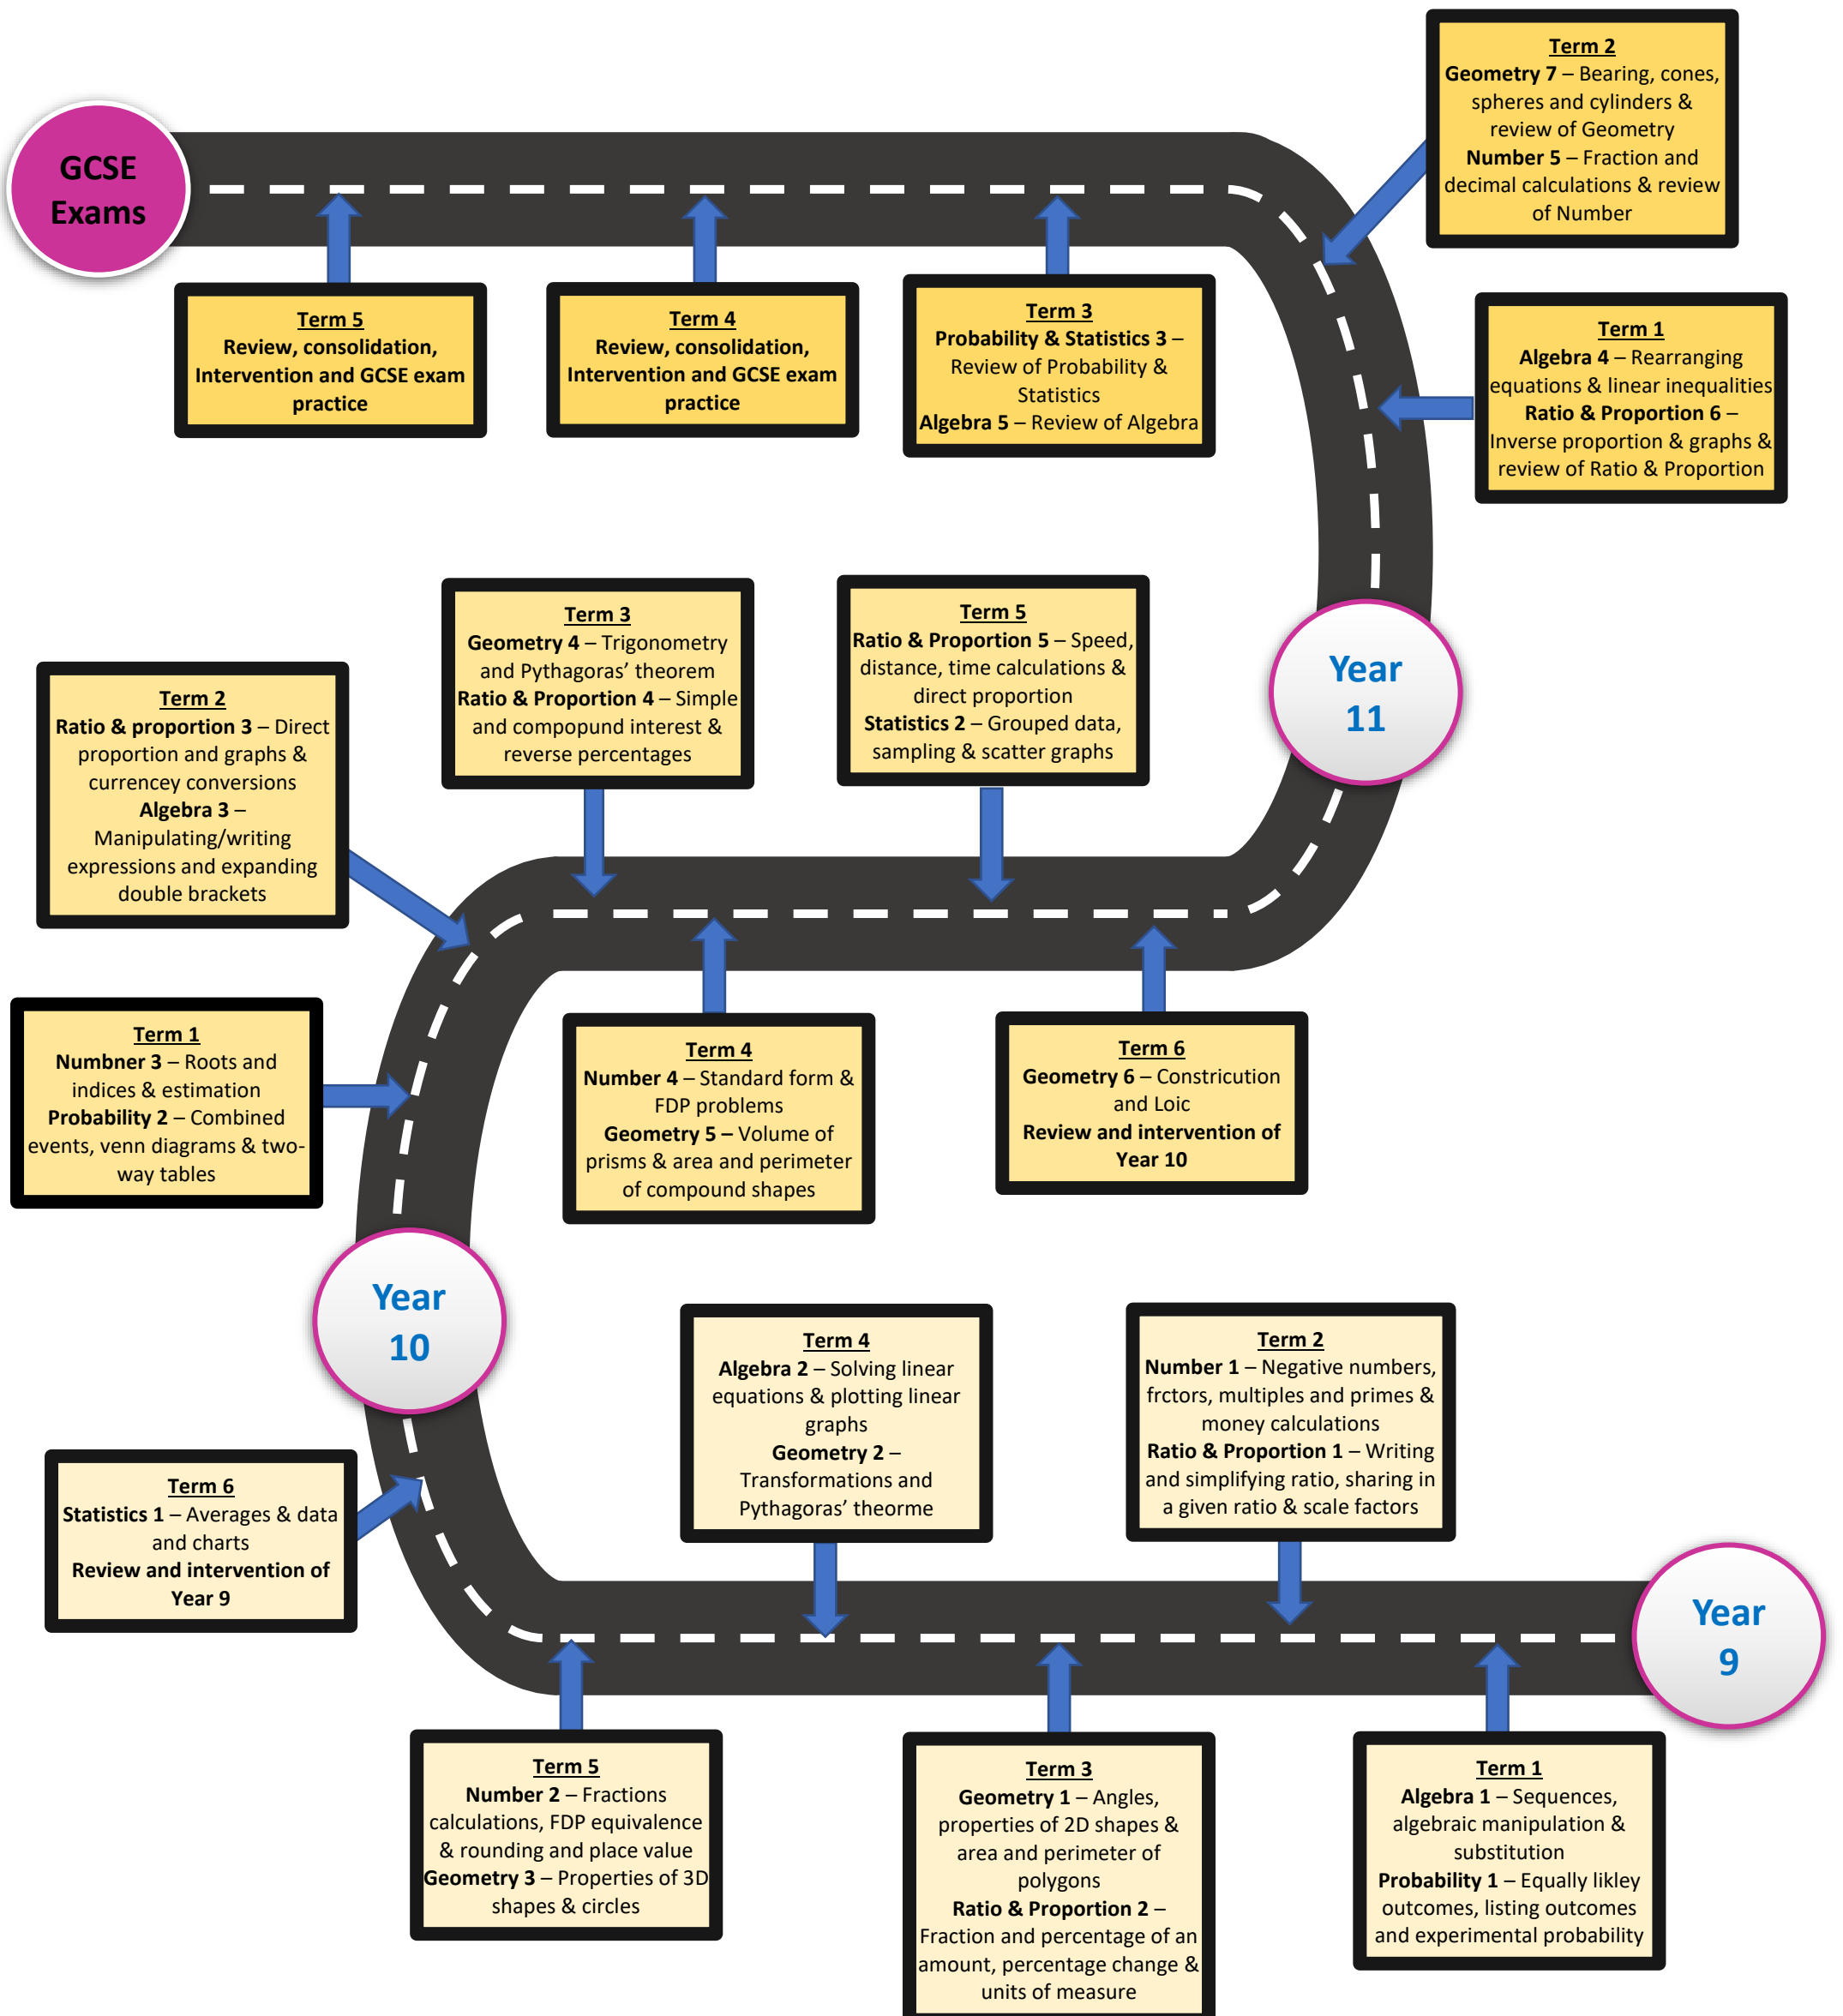 Term 2
Geometry 7 – Bearing, cones,
spheres and cylinders &
review of Geometry
Number 5 – Fraction and
decimal calculations & review
of Number
GCSE
Exams
Term 5
Review, consolidation,
Intervention and GCSE exam
practice
Term 4
Review, consolidation,
Intervention and GCSE exam
practice
Term 3
Probability & Statistics 3 –
Review of Probability &
Statistics
Algebra 5 – Review of Algebra
Term 1
Algebra 4 – Rearranging
equations & linear inequalities
Ratio & Proportion 6 –
Inverse proportion & graphs &
review of Ratio & Proportion
Term 3
Geometry 4 – Trigonometry
and Pythagoras’ theorem
Ratio & Proportion 4 – Simple
and compopund interest &
reverse percentages
Term 5
Ratio & Proportion 5 – Speed,
distance, time calculations &
direct proportion
Statistics 2 – Grouped data,
sampling & scatter graphs
Year
11
Term 2
Ratio & proportion 3 – Direct
proportion and graphs &
currencey conversions
Algebra 3 –
Manipulating/writing
expressions and expanding
double brackets
Term 1
Numbner 3 – Roots and
indices & estimation
Probability 2 – Combined
events, venn diagrams & two-
way tables
Term 4
Number 4 – Standard form &
FDP problems
Geometry 5 – Volume of
prisms & area and perimeter
of compound shapes
Term 6
Geometry 6 – Constricution
and Loic
Review and intervention of
Year 10
Year
10
Term 4
Algebra 2 – Solving linear
equations & plotting linear
graphs
Geometry 2 –
Transformations and
Pythagoras’ theorme
Term 2
Number 1 – Negative numbers,
frctors, multiples and primes &
money calculations
Ratio & Proportion 1 – Writing
and simplifying ratio, sharing in
a given ratio & scale factors
Term 6
Statistics 1 – Averages & data
and charts
Review and intervention of
Year 9
Year
9
Term 5
Number 2 – Fractions
calculations, FDP equivalence
& rounding and place value
Geometry 3 – Properties of 3D
shapes & circles
Term 3
Geometry 1 – Angles,
properties of 2D shapes &
area and perimeter of
polygons
Ratio & Proportion 2 –
Fraction and percentage of an
amount, percentage change &
units of measure
Term 1
Algebra 1 – Sequences,
algebraic manipulation &
substitution
Probability 1 – Equally likley
outcomes, listing outcomes
and experimental probability